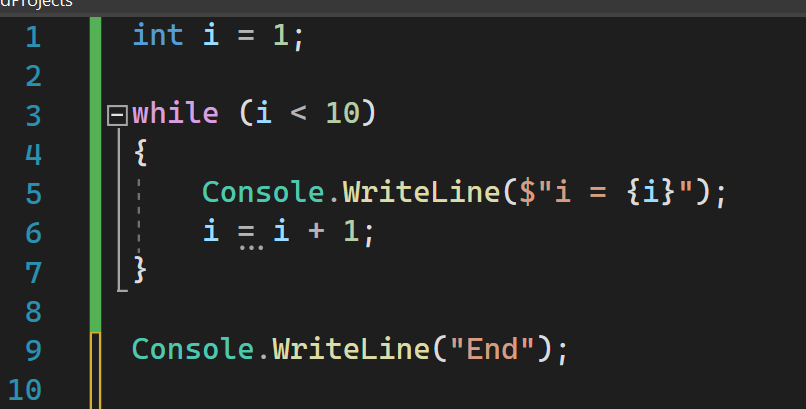 dProjects
1 int i = 1;
2
3 while (i < 10)
4 {
5 Console.WriteLine($"i = {i}");
6 i = i + 1;
7 }
8
9 Console.WriteLine("End");
10